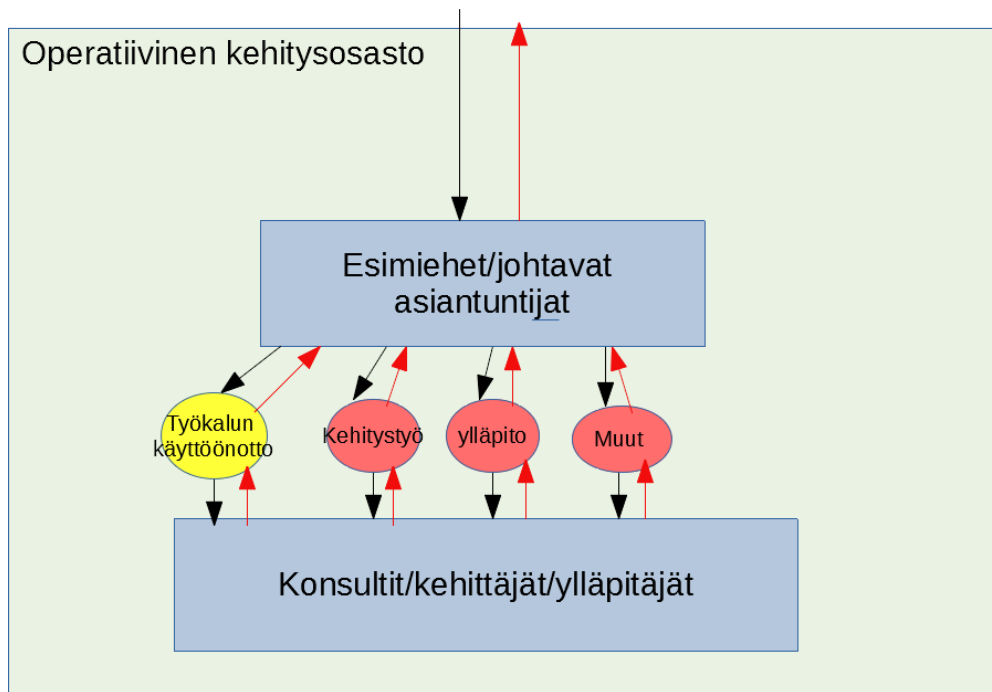 Operatiivinen kehitysosasto
Esimiehet/johtavat
asiantuntijat
Työkalun
käyttöönotto
Kehitystyö
ylläpito
Muut
Konsultit/kehittäjät/ylläpitäjät